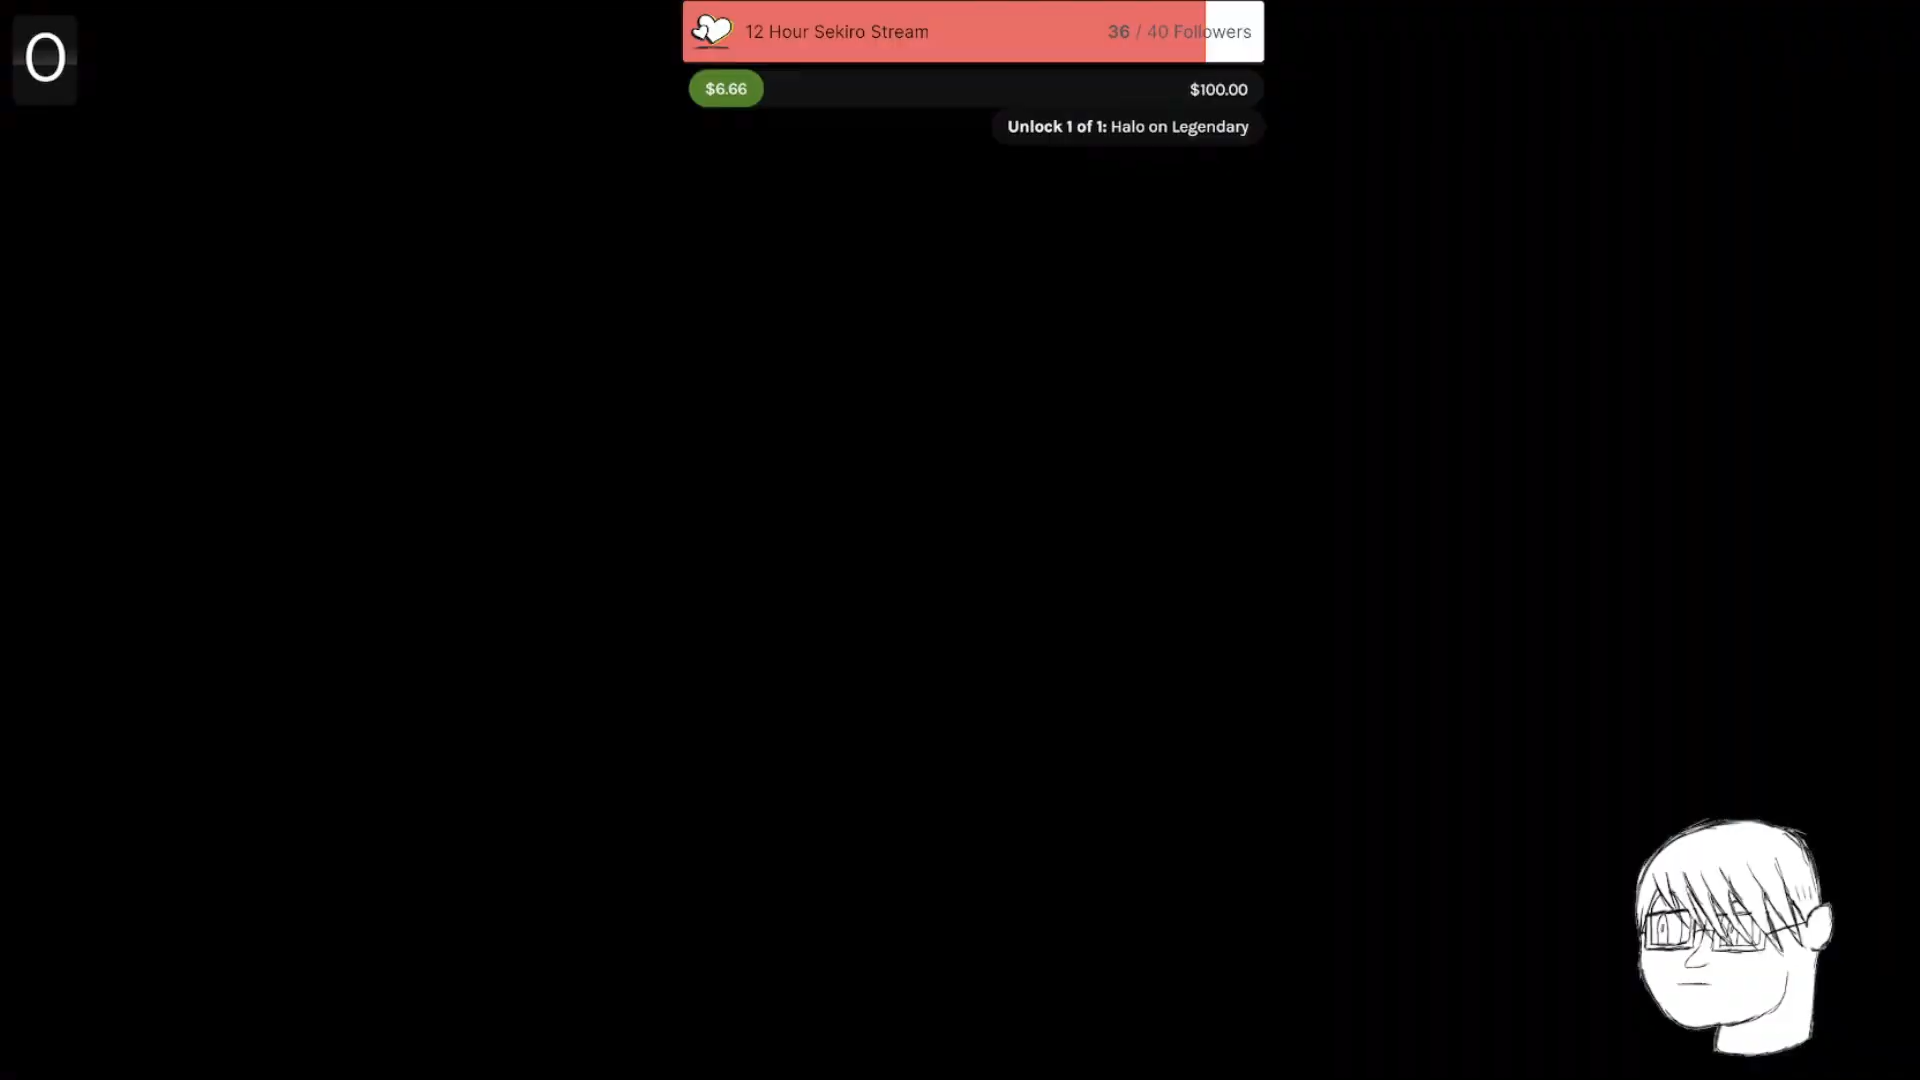 0
12 Hour Sekiro Stream 36 / 40 Followers
$6.66 $100.00
Unlock 1 of 1: Halo on Legendary